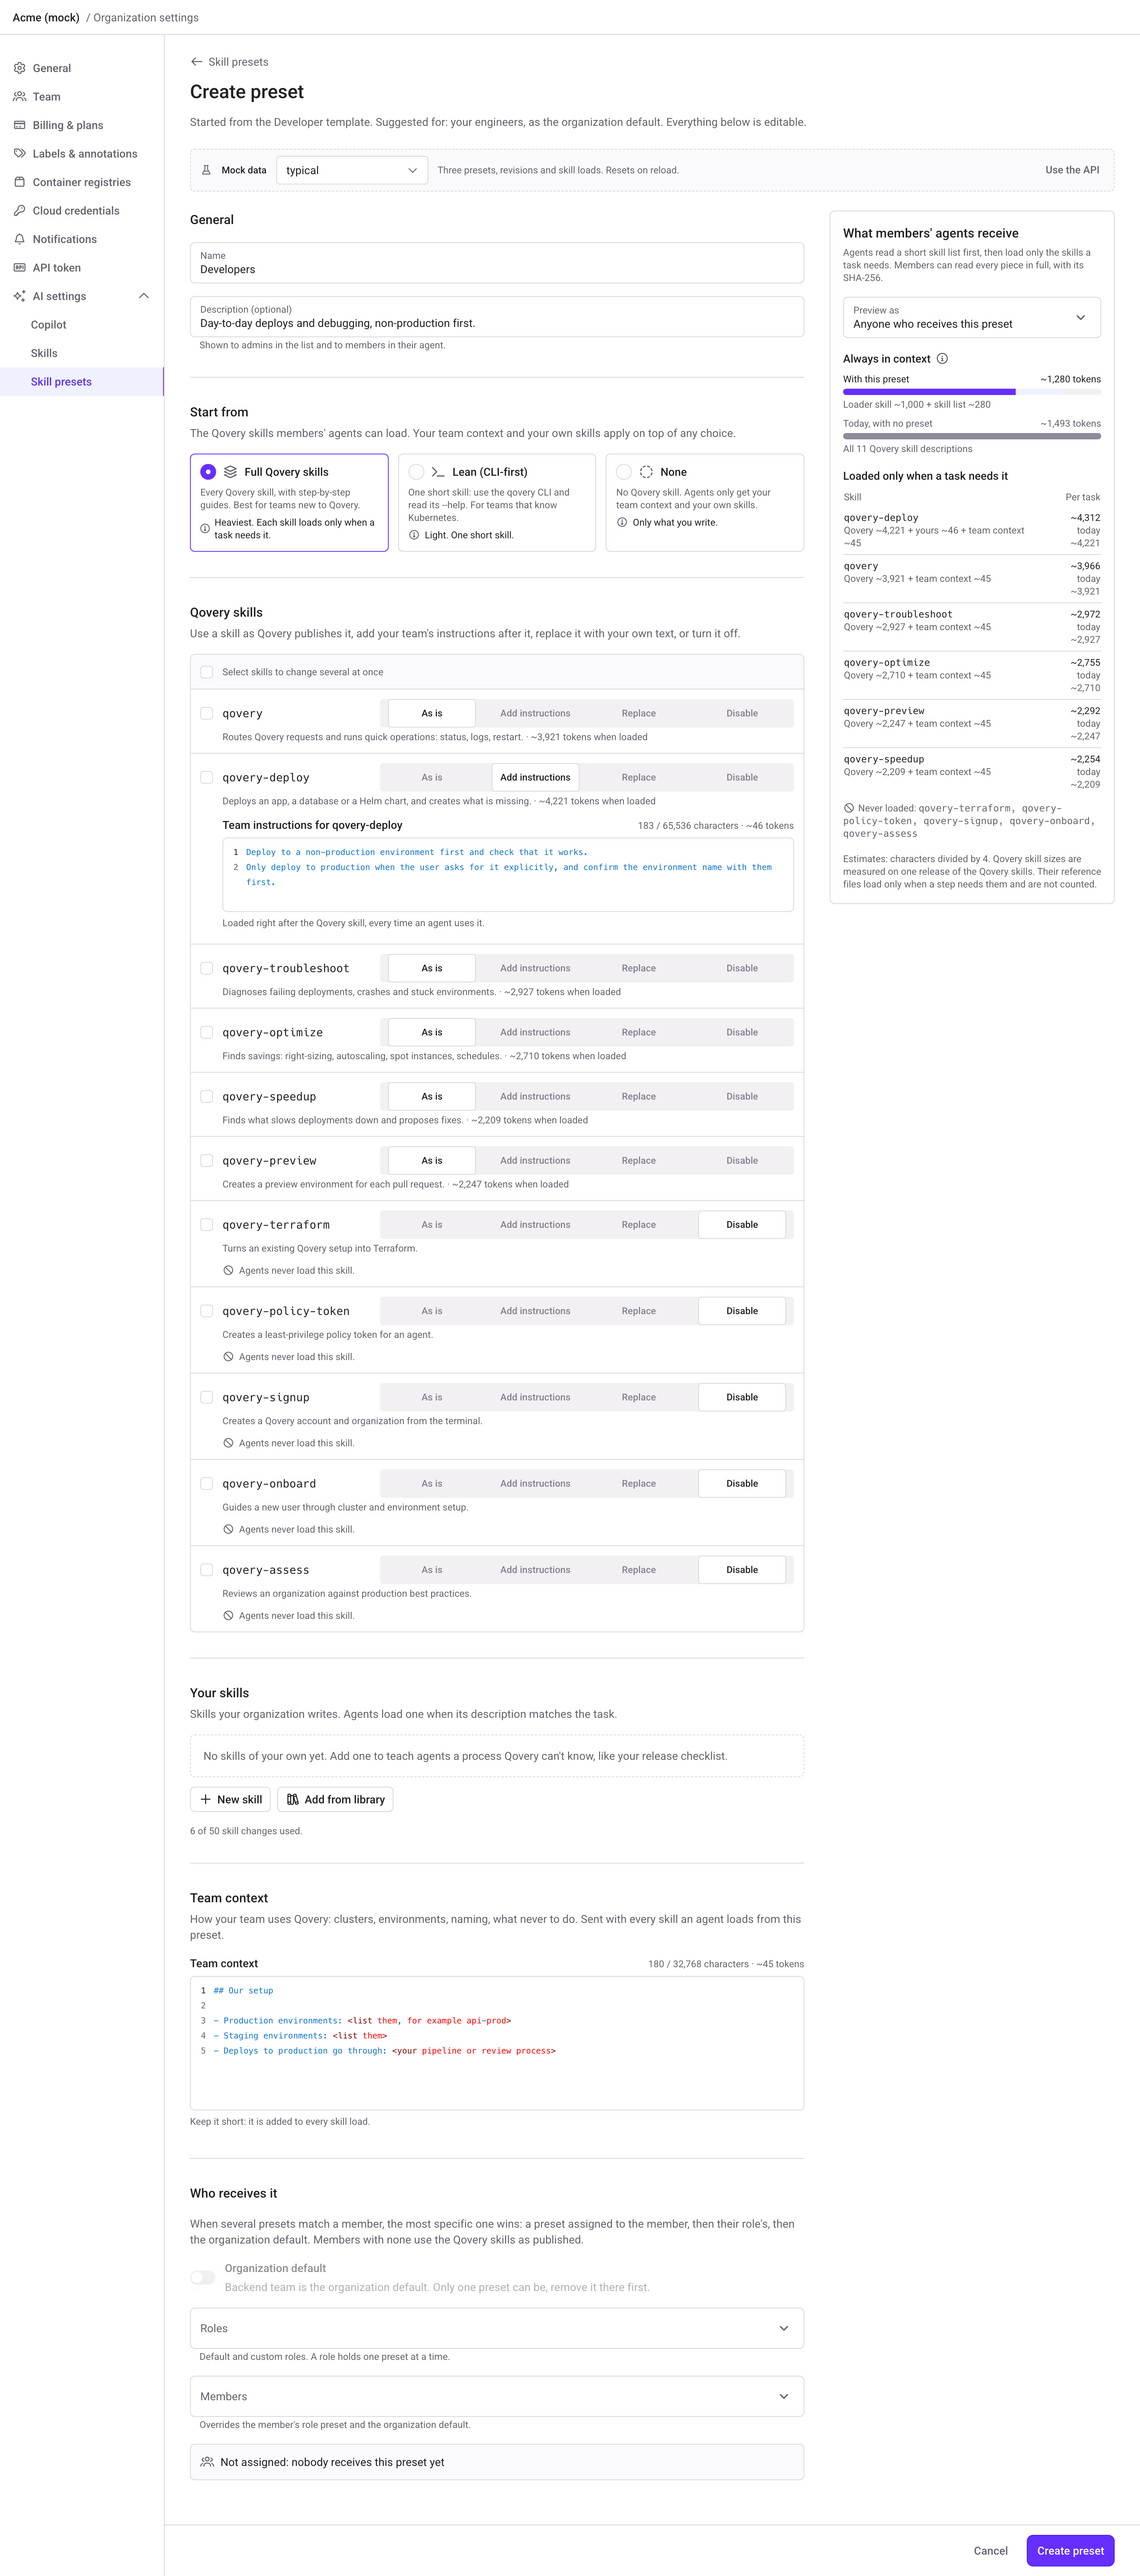 Acme (mock) / Organization settings
General
Team
Billing & plans
Labels & annotations
Container registries
Cloud credentials
Notifications
API token
AI settings
Copilot
Skills
Skill presets
Skill presets
Create preset
Started from the Developer template. Suggested for: your engineers, as the organization default. Everything below is editable.
Mock data
typical
Three presets, revisions and skill loads. Resets on reload.
Use the API
General
Name
Developers
Description (optional)
Day-to-day deploys and debugging, non-production first.
Shown to admins in the list and to members in their agent.
Start from
The Qovery skills members' agents can load. Your team context and your own skills apply on top of any choice.
Full Qovery skills
Every Qovery skill, with step-by-step
guides. Best for teams new to Qovery.
Heaviest. Each skill loads only when a
task needs it.
Lean (CLI-first)
One short skill: use the qovery CLI and
read its --help. For teams that know
Kubernetes.
Light. One short skill.
None
No Qovery skill. Agents only get your
team context and your own skills.
Only what you write.
Qovery skills
Use a skill as Qovery publishes it, add your team's instructions after it, replace it with your own text, or turn it off.
Select skills to change several at once
qovery As is Add instructions Replace Disable
Routes Qovery requests and runs quick operations: status, logs, restart. · ~3,921 tokens when loaded
qovery-deploy As is Add instructions Replace Disable
Deploys an app, a database or a Helm chart, and creates what is missing. · ~4,221 tokens when loaded
Team instructions for qovery-deploy 183 / 65,536 characters · ~46 tokens
1 Deploy to a non-production environment first and check that it works.
2 Only deploy to production when the user asks for it explicitly, and confirm the environment name with them
first.
Loaded right after the Qovery skill, every time an agent uses it.
qovery-troubleshoot As is Add instructions Replace Disable
Diagnoses failing deployments, crashes and stuck environments. · ~2,927 tokens when loaded
qovery-optimize As is Add instructions Replace Disable
Finds savings: right-sizing, autoscaling, spot instances, schedules. · ~2,710 tokens when loaded
qovery-speedup As is Add instructions Replace Disable
Finds what slows deployments down and proposes fixes. · ~2,209 tokens when loaded
qovery-preview As is Add instructions Replace Disable
Creates a preview environment for each pull request. · ~2,247 tokens when loaded
qovery-terraform As is Add instructions Replace Disable
Turns an existing Qovery setup into Terraform.
Agents never load this skill.
qovery-policy-token As is Add instructions Replace Disable
Creates a least-privilege policy token for an agent.
Agents never load this skill.
qovery-signup As is Add instructions Replace Disable
Creates a Qovery account and organization from the terminal.
Agents never load this skill.
qovery-onboard As is Add instructions Replace Disable
Guides a new user through cluster and environment setup.
Agents never load this skill.
qovery-assess As is Add instructions Replace Disable
Reviews an organization against production best practices.
Agents never load this skill.
Your skills
Skills your organization writes. Agents load one when its description matches the task.
No skills of your own yet. Add one to teach agents a process Qovery can't know, like your release checklist.
New skill
Add from library
6 of 50 skill changes used.
Team context
How your team uses Qovery: clusters, environments, naming, what never to do. Sent with every skill an agent loads from this
preset.
Team context 180 / 32,768 characters · ~45 tokens
1 ## Our setup
2
3 - Production environments: <list them, for example api-prod>
4 - Staging environments: <list them>
5 - Deploys to production go through: <your pipeline or review process>
Keep it short: it is added to every skill load.
Who receives it
When several presets match a member, the most specific one wins: a preset assigned to the member, then their role's, then
the organization default. Members with none use the Qovery skills as published.
Organization default
Backend team is the organization default. Only one preset can be, remove it there first.
Roles
Default and custom roles. A role holds one preset at a time.
Members
Overrides the member's role preset and the organization default.
Not assigned: nobody receives this preset yet
What members' agents receive
Agents read a short skill list first, then load only the skills a
task needs. Members can read every piece in full, with its
SHA-256.
Preview as
Anyone who receives this preset
Always in context
With this preset ~1,280 tokens
Loader skill ~1,000 + skill list ~280
Today, with no preset ~1,493 tokens
All 11 Qovery skill descriptions
Loaded only when a task needs it
Skill Per task
qovery-deploy ~4,312
Qovery ~4,221 + yours ~46 + team context today
~45 ~4,221
qovery ~3,966
Qovery ~3,921 + team context ~45 today
~3,921
qovery-troubleshoot ~2,972
Qovery ~2,927 + team context ~45 today
~2,927
qovery-optimize ~2,755
Qovery ~2,710 + team context ~45 today
~2,710
qovery-preview ~2,292
Qovery ~2,247 + team context ~45 today
~2,247
qovery-speedup ~2,254
Qovery ~2,209 + team context ~45 today
~2,209
Never loaded: qovery-terraform, qovery-
policy-token, qovery-signup, qovery-onboard,
qovery-assess
Estimates: characters divided by 4. Qovery skill sizes are
measured on one release of the Qovery skills. Their reference
files load only when a step needs them and are not counted.
Cancel
Create preset